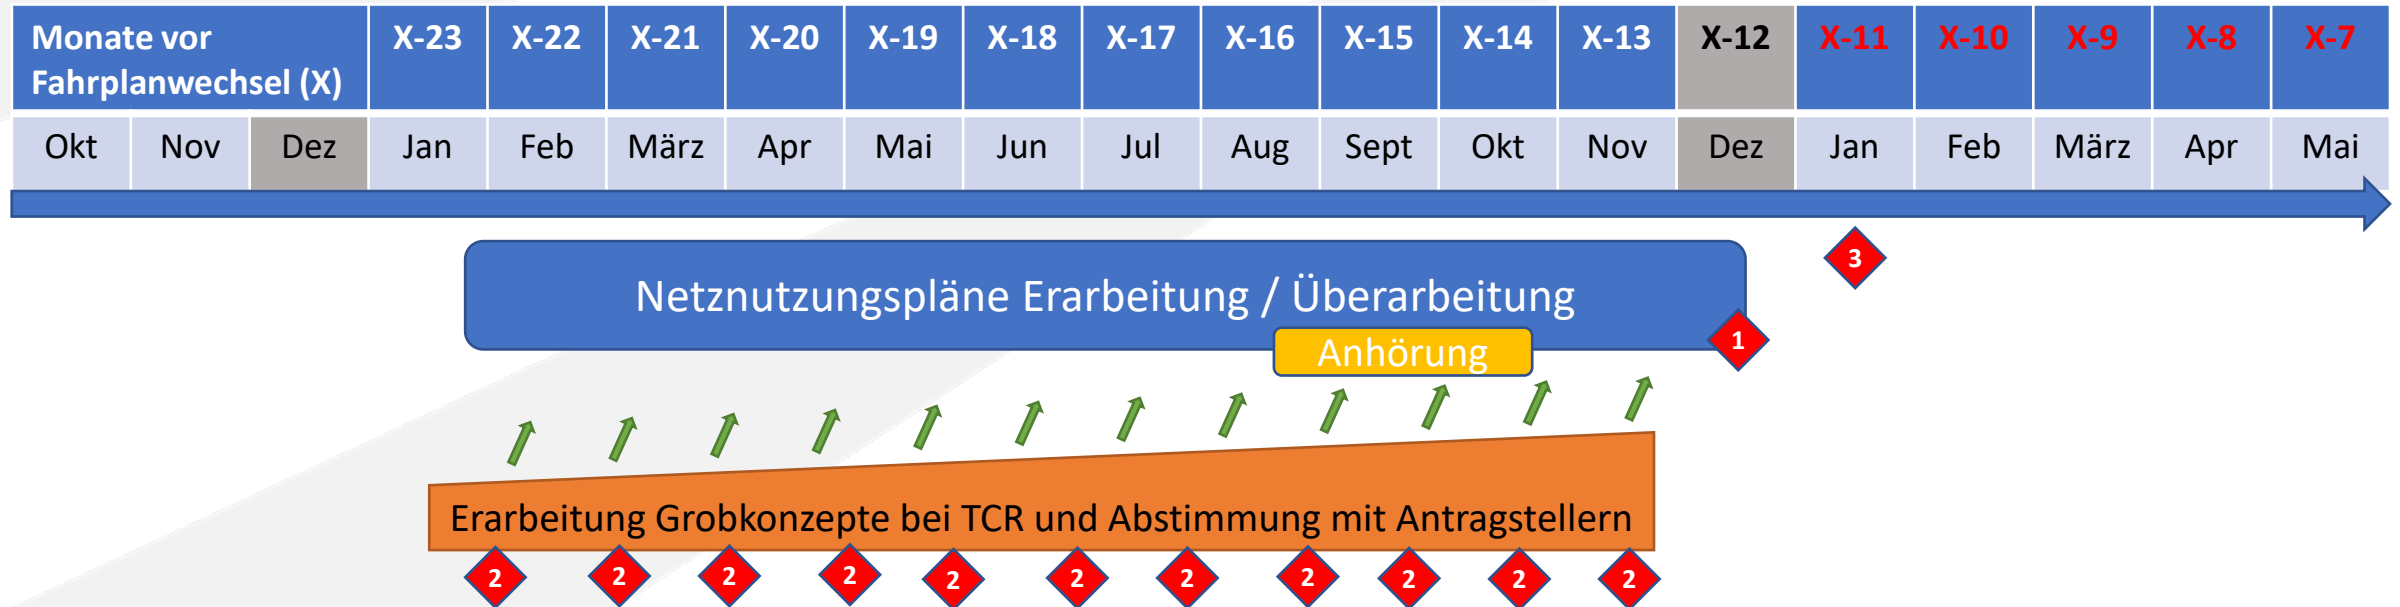 Monate vor
Fahrplanwechsel (X)
X-23 X-22 X-21 X-20 X-19 X-18 X-17 X-16 X-15 X-14 X-13 X-12 X-11 X-10 X-9 X-8 X-7
Okt Nov Dez Jan Feb März Apr Mai Jun Jul Aug Sept Okt Nov Dez Jan Feb März Apr Mai
3
Netznutzungspläne Erarbeitung / Überarbeitung
1
Anhörung
Erarbeitung Grobkonzepte bei TCR und Abstimmung mit Antragstellern
2 2 2 2 2 2 2 2 2 2 2